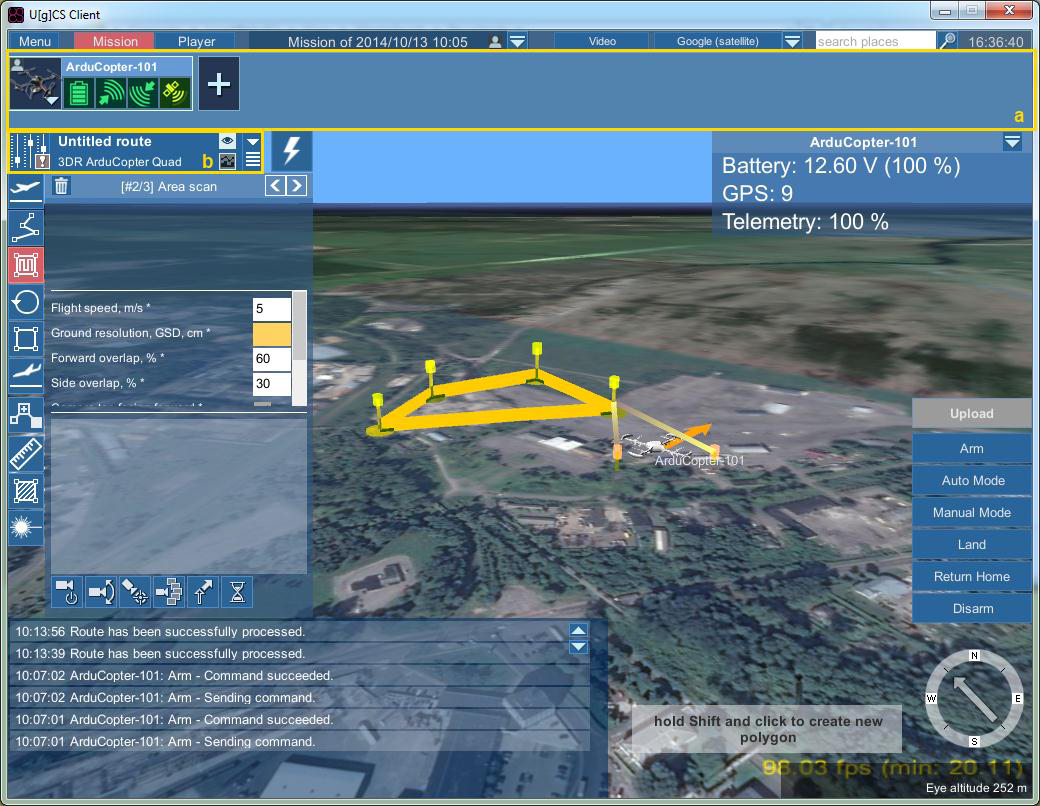 U[g]CS Client
Menu Mission Player Mission of 2014/10/13 10:05 Video Google (satellite) search places 16:36:40
ArduCopter-101
a
Untitled route
3DR ArduCopter Quad b
ArduCopter-101
Battery: 12.60 V (100 %)
GPS: 9
Telemetry: 100 %
[#2/3] Area scan
Flight speed, m/s * 5
Ground resolution, GSD, cm *
Forward overlap, % * 60
Side overlap, % * 30
ArduCopter-101
Upload
Arm
Auto Mode
Manual Mode
Land
Return Home
Disarm
10:13:56 Route has been successfully processed.
10:13:39 Route has been successfully processed.
10:07:02 ArduCopter-101: Arm - Command succeeded.
10:07:02 ArduCopter-101: Arm - Sending command.
10:07:01 ArduCopter-101: Arm - Command succeeded.
10:07:01 ArduCopter-101: Arm - Sending command.
N
W E
S
hold Shift and click to create new
polygon
98.03 fps (min: 20.11)
Eye altitude 252 m